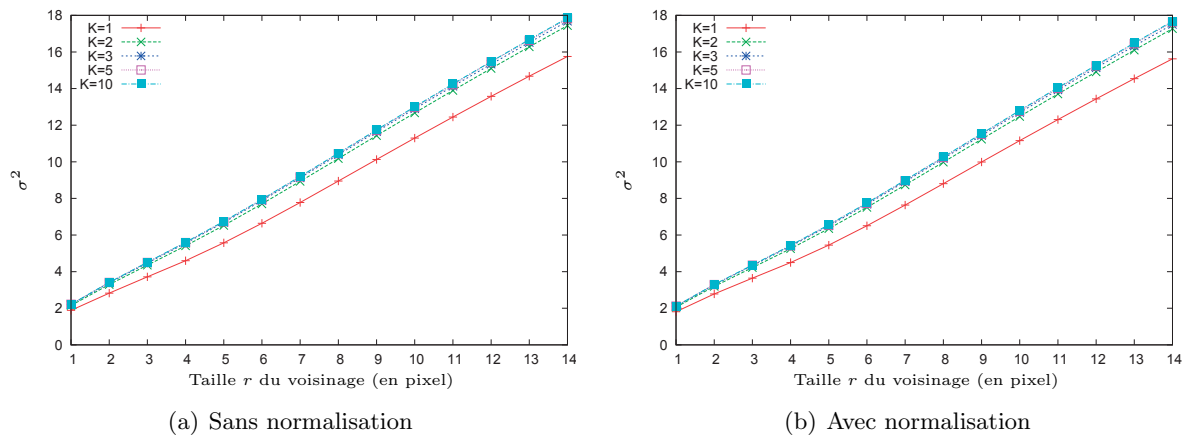 18
16
14
12
10
8
6
4
2
0
σ²
K=1
K=2
K=3
K=5
K=10
1 2 3 4 5 6 7 8 9 10 11 12 13 14
Taille r du voisinage (en pixel)
(a) Sans normalisation
18
16
14
12
10
8
6
4
2
0
σ²
K=1
K=2
K=3
K=5
K=10
1 2 3 4 5 6 7 8 9 10 11 12 13 14
Taille r du voisinage (en pixel)
(b) Avec normalisation